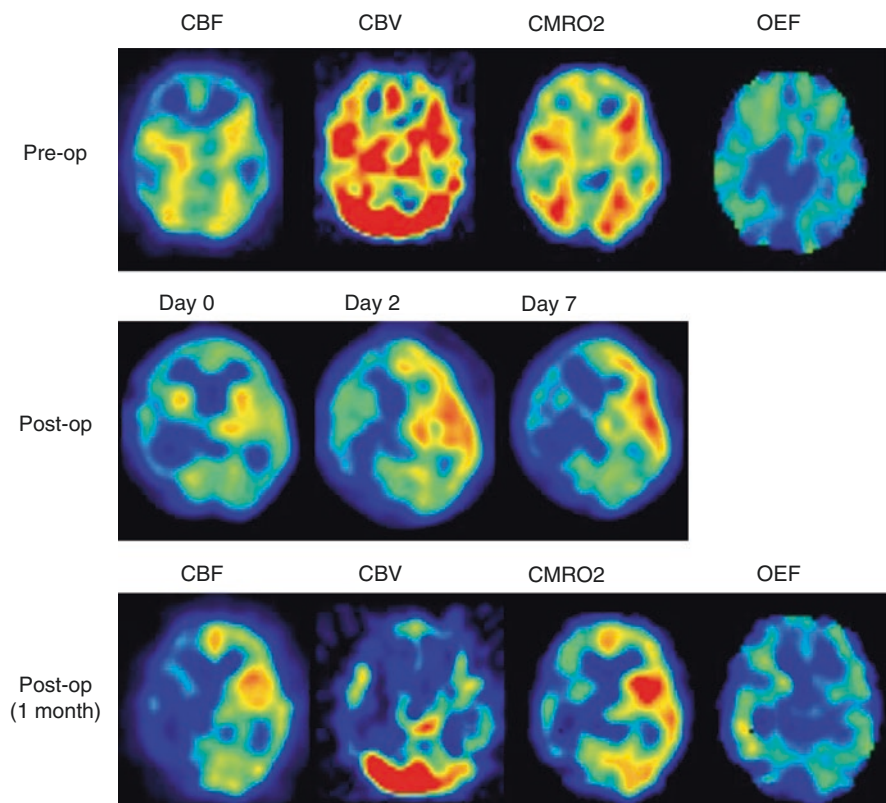 CBF CBV CMRO2 OEF
Pre-op
Day 0 Day 2 Day 7
Post-op
CBF CBV CMRO2 OEF
Post-op
(1 month)